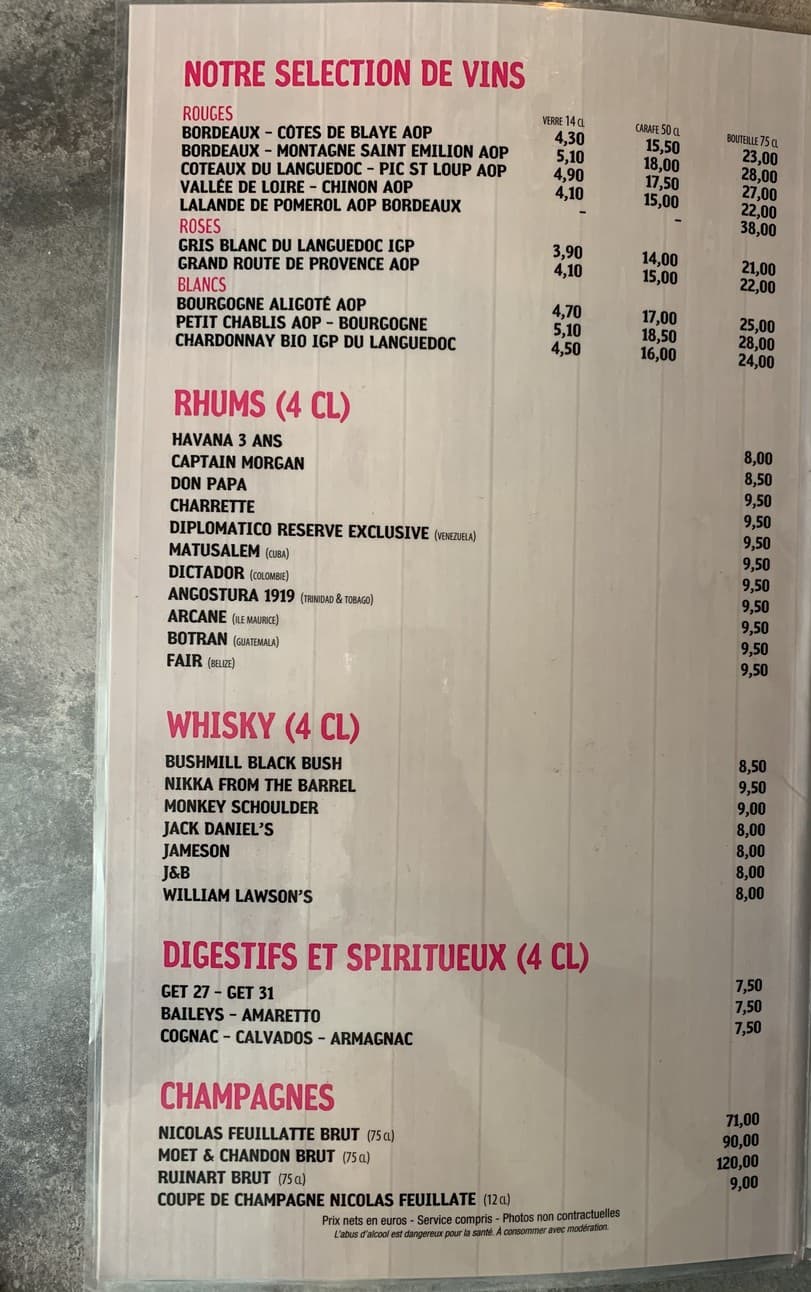 NOTRE SELECTION DE VINS
ROUGES VERRE 14 CL CARAFE 50 CL BOUTEILLE 75 CL
BORDEAUX - CÔTES DE BLAYE AOP 4,30 15,50 23,00
BORDEAUX - MONTAGNE SAINT EMILION AOP 5,10 18,00 28,00
COTEAUX DU LANGUEDOC - PIC ST LOUP AOP 4,90 17,50 27,00
VALLÉE DE LOIRE - CHINON AOP 4,10 15,00 22,00
LALANDE DE POMEROL AOP BORDEAUX - - 38,00
ROSES
GRIS BLANC DU LANGUEDOC IGP 3,90 14,00 21,00
GRAND ROUTE DE PROVENCE AOP 4,10 15,00 22,00
BLANCS
BOURGOGNE ALIGOTÉ AOP 4,70 17,00 25,00
PETIT CHABLIS AOP - BOURGOGNE 5,10 18,50 28,00
CHARDONNAY BIO IGP DU LANGUEDOC 4,50 16,00 24,00
RHUMS (4 CL)
HAVANA 3 ANS 8,00
CAPTAIN MORGAN 8,50
DON PAPA 9,50
CHARRETTE 9,50
DIPLOMATICO RESERVE EXCLUSIVE (VENEZUELA) 9,50
MATUSALEM (CUBA) 9,50
DICTADOR (COLOMBIE) 9,50
ANGOSTURA 1919 (TRINIDAD & TOBAGO) 9,50
ARCANE (ILE MAURICE) 9,50
BOTRAN (GUATEMALA) 9,50
FAIR (BELIZE) 9,50
WHISKY (4 CL)
BUSHMILL BLACK BUSH 8,50
NIKKA FROM THE BARREL 9,50
MONKEY SCHOULDER 9,00
JACK DANIEL'S 8,00
JAMESON 8,00
J&B 8,00
WILLIAM LAWSON'S 8,00
DIGESTIFS ET SPIRITUEUX (4 CL)
GET 27 - GET 31 7,50
BAILEYS - AMARETTO 7,50
COGNAC - CALVADOS - ARMAGNAC 7,50
CHAMPAGNES
NICOLAS FEUILLATTE BRUT (75 CL) 71,00
MOET & CHANDON BRUT (75 CL) 90,00
RUINART BRUT (75 CL) 120,00
COUPE DE CHAMPAGNE NICOLAS FEUILLATE (12 CL) 9,00
Prix nets en euros - Service compris - Photos non contractuelles
L'abus d'alcool est dangereux pour la santé. À consommer avec modération.